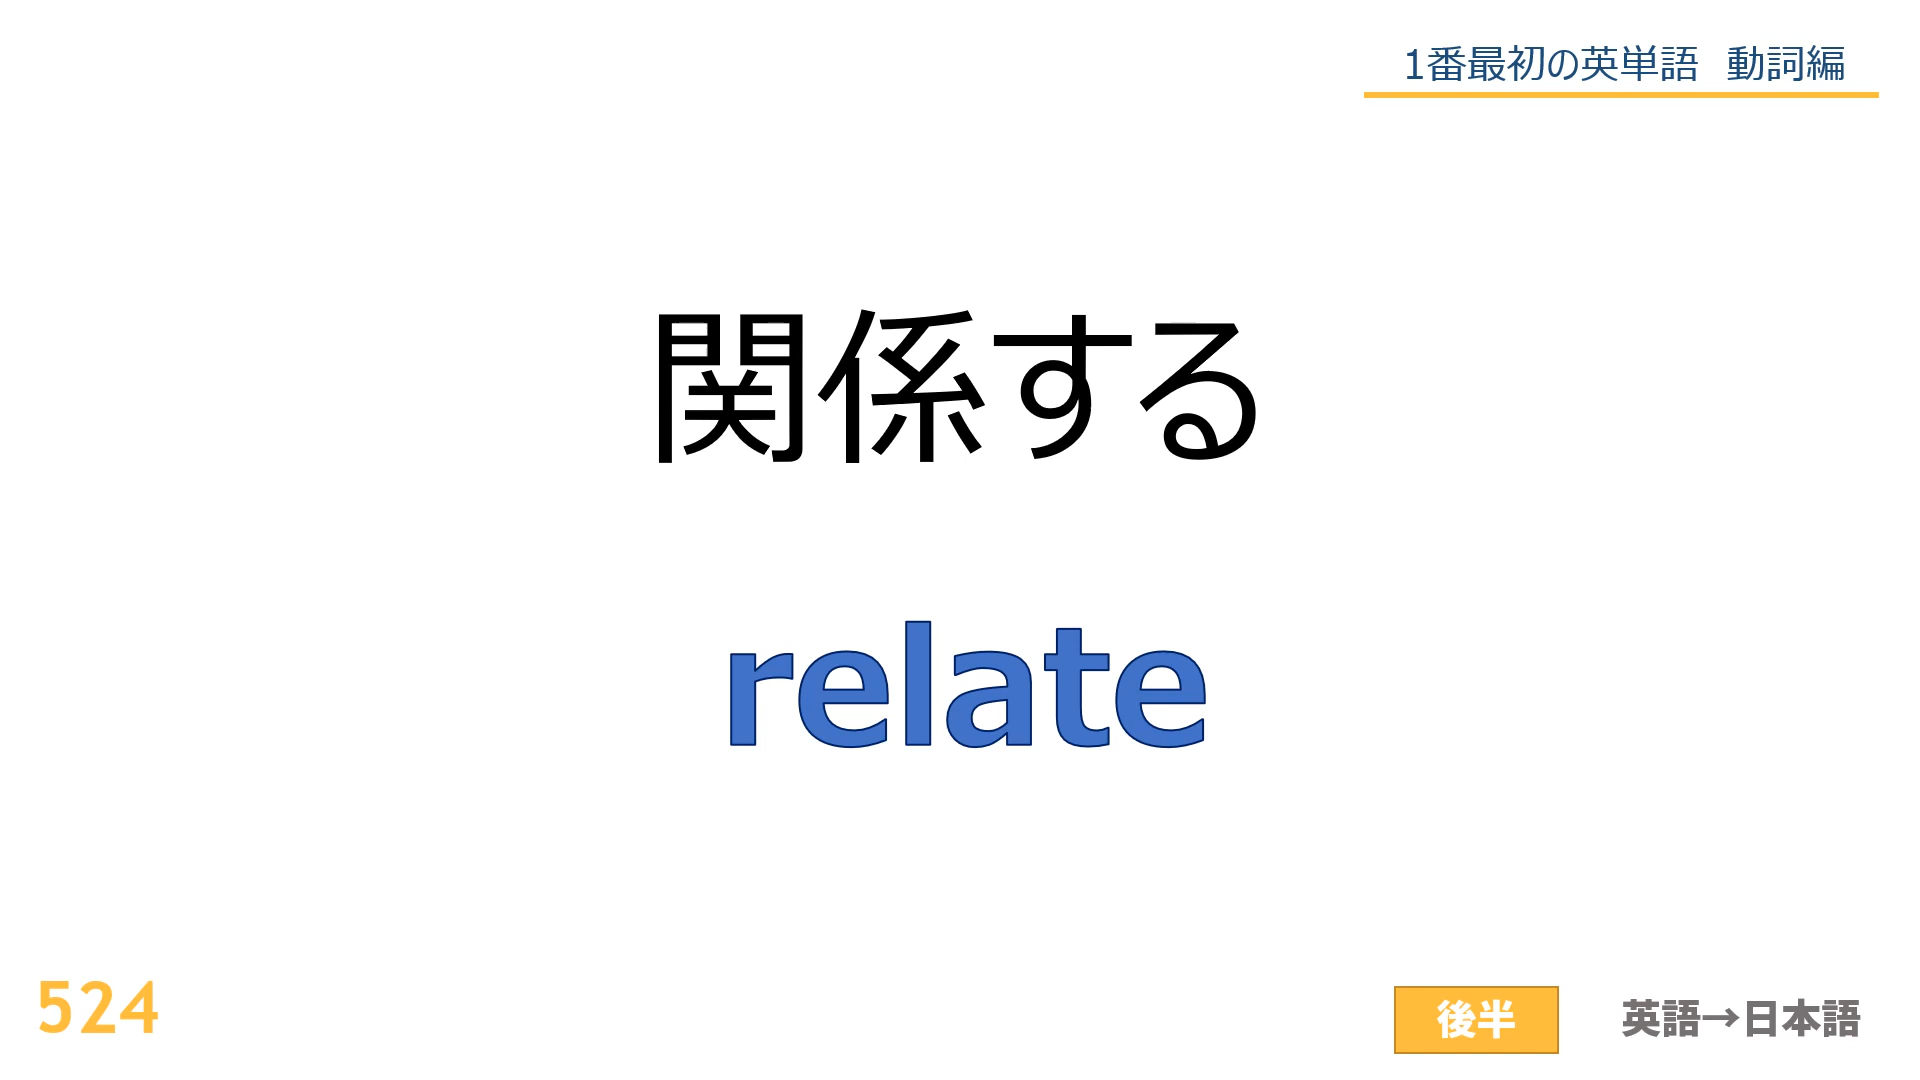 1番最初の英単語　動詞編
関係する
relate
524
後半
英語→日本語